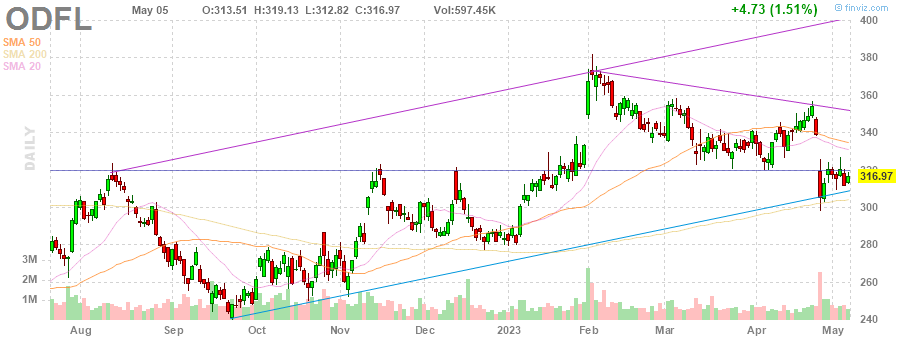 ODFL May 05 O:313.51 H:319.13 L:312.82 C:316.97 Vol:597.45K +4.73 (1.51%) © finviz.com
SMA 50
SMA 200
SMA 20
DAILY
400
380
360
340
320
316.97
300
280
260
240
3M
2M
1M
Aug Sep Oct Nov Dec 2023 Feb Mar Apr May